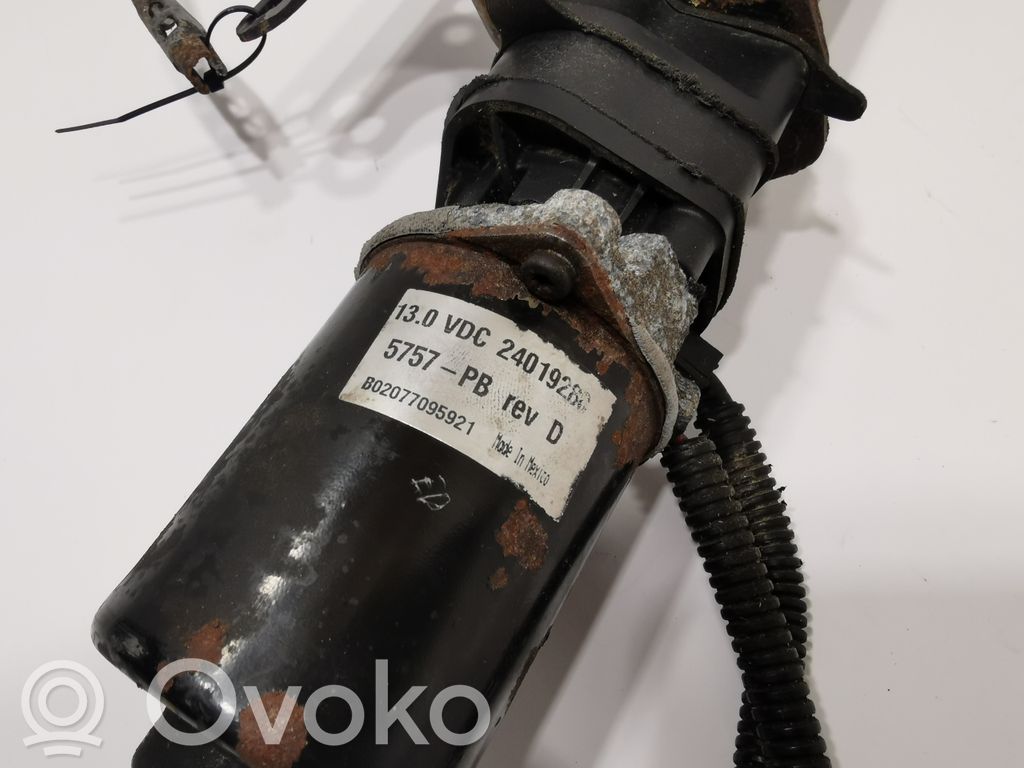 13.0 VDC
5757-PB rev D
B02077095921
Made In Mexico
Ovoko